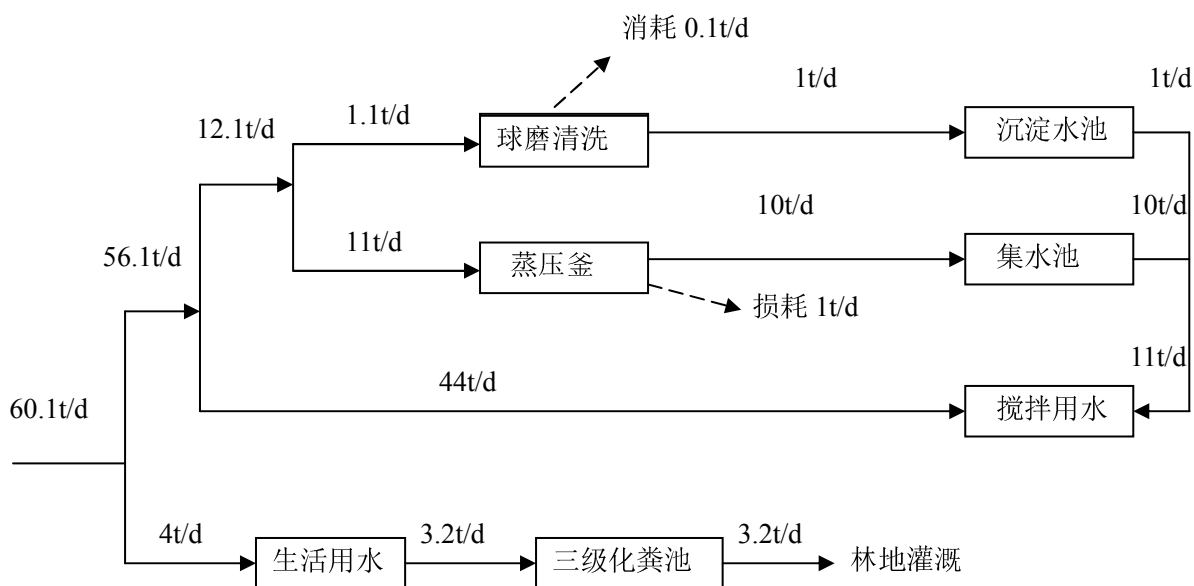 消耗 0.1t/d
1t/d
1t/d
12.1t/d
1.1t/d
球磨清洗
沉淀水池
56.1t/d
11t/d
10t/d
10t/d
蒸压釜
集水池
损耗 1t/d
11t/d
60.1t/d
44t/d
搅拌用水
4t/d
3.2t/d
3.2t/d
生活用水
三级化粪池
林地灌溉